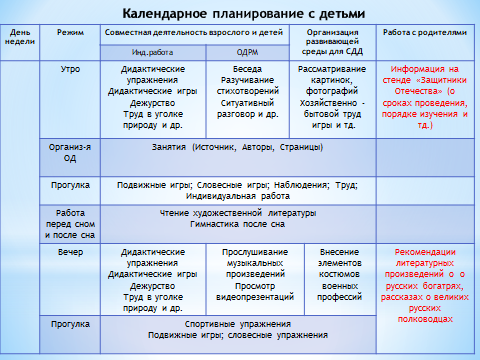 Календарное планирование с детьми
День
недели
Режим
Совместная деятельность взрослого и детей
Организация
развивающей
среды для СДД
Работа с родителями
Инд.работа
ОДРМ
Утро
Дидактические
упражнения
Дидактические игры
Дежурство
Труд в уголке
природу и др.
Беседа
Разучивание
стихотворений
Ситуативный
разговор и др.
Рассматривание
картинок,
фотографий
Хозяйственно -
бытовой труд
игры и тд.
Информация на
стенде «Защитники
Отечества» (о
сроках проведения,
порядке изучения и
тд.)
Организ-я
ОД
Занятия (Источник, Авторы, Страницы)
Прогулка
Подвижные игры; Словесные игры; Наблюдения; Труд;
Индивидуальная работа
Работа
перед сном
и после сна
Чтение художественной литературы
Гимнастика после сна
Вечер
Дидактические
упражнения
Дидактические игры
Дежурство
Труд в уголке
природу и др.
Прослушивание
музыкальных
произведений
Просмотр
видеопрезентаций
Внесение
элементов
костюмов
военных
профессий
Рекомендации
литературных
произведений о о
русских богатрях,
рассказах о великих
русских
полководцах
Прогулка
Спортивные упражнения
Подвижные игры; словесные упражнения